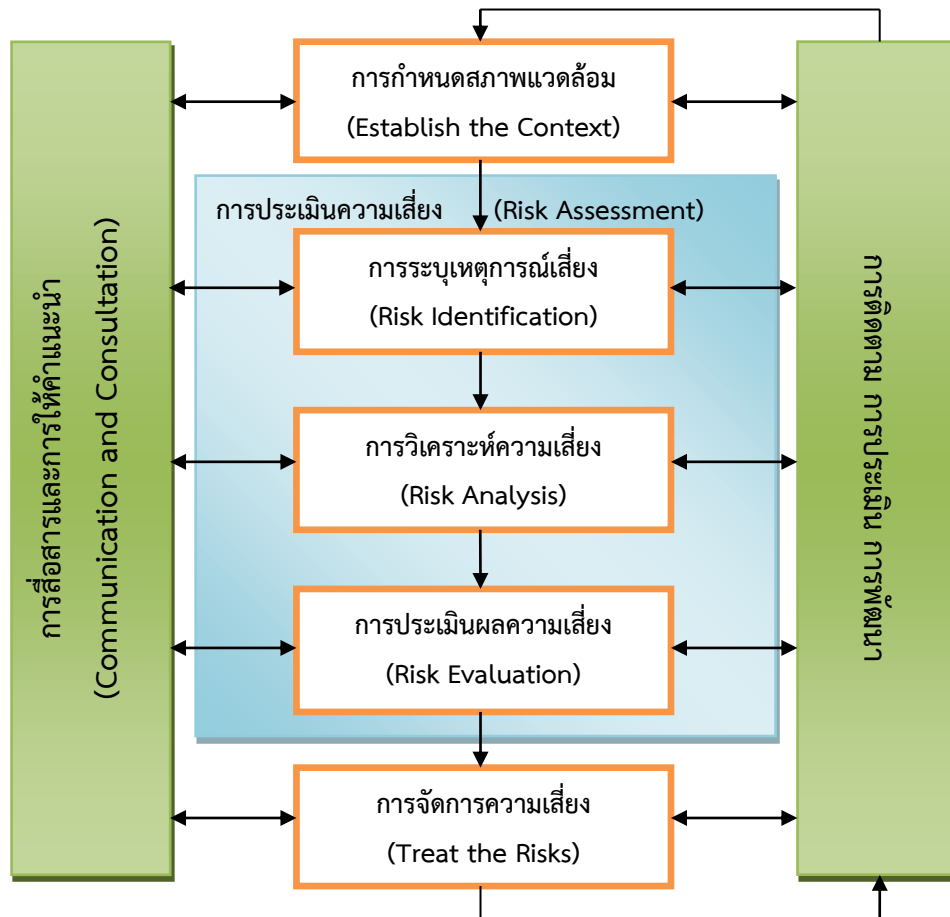 การกำหนดสภาพแวดล้อม
(Establish the Context)
การประเมินความเสี่ยง (Risk Assessment)
การระบุเหตุการณ์เสี่ยง
(Risk Identification)
การวิเคราะห์ความเสี่ยง
(Risk Analysis)
การประเมินผลความเสี่ยง
(Risk Evaluation)
การจัดการความเสี่ยง
(Treat the Risks)
การสื่อสารและการให้คำแนะนำ
(Communication and Consultation)
การติดตาม การประเมิน การพัฒนา